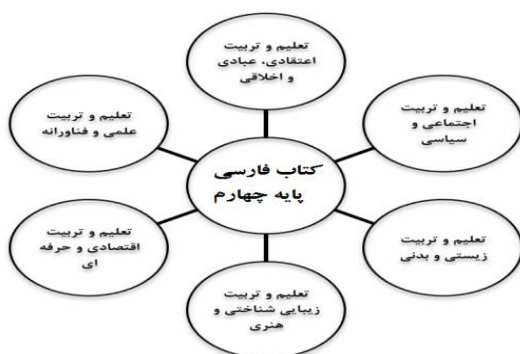 تعلیم و تربیت
اعتقادی، عبادی
و اخلاقی
تعلیم و تربیت
اجتماعی و
سیاسی
تعلیم و تربیت
علمی و فناورانه
کتاب فارسی
پایه چهارم
تعلیم و تربیت
زیستی و بدنی
تعلیم و تربیت
اقتصادی و حرفه
ای
تعلیم و تربیت
زیبایی شناختی و
هنری